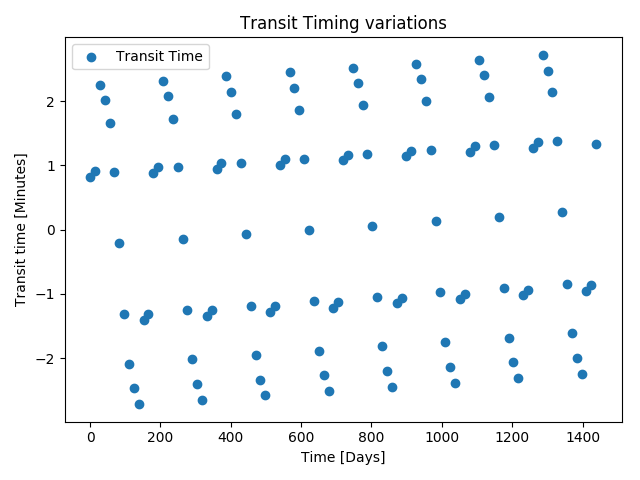 Transit Timing variations
Transit Time
2
1
0
−1
−2
Transit time [Minutes]
0 200 400 600 800 1000 1200 1400
Time [Days]